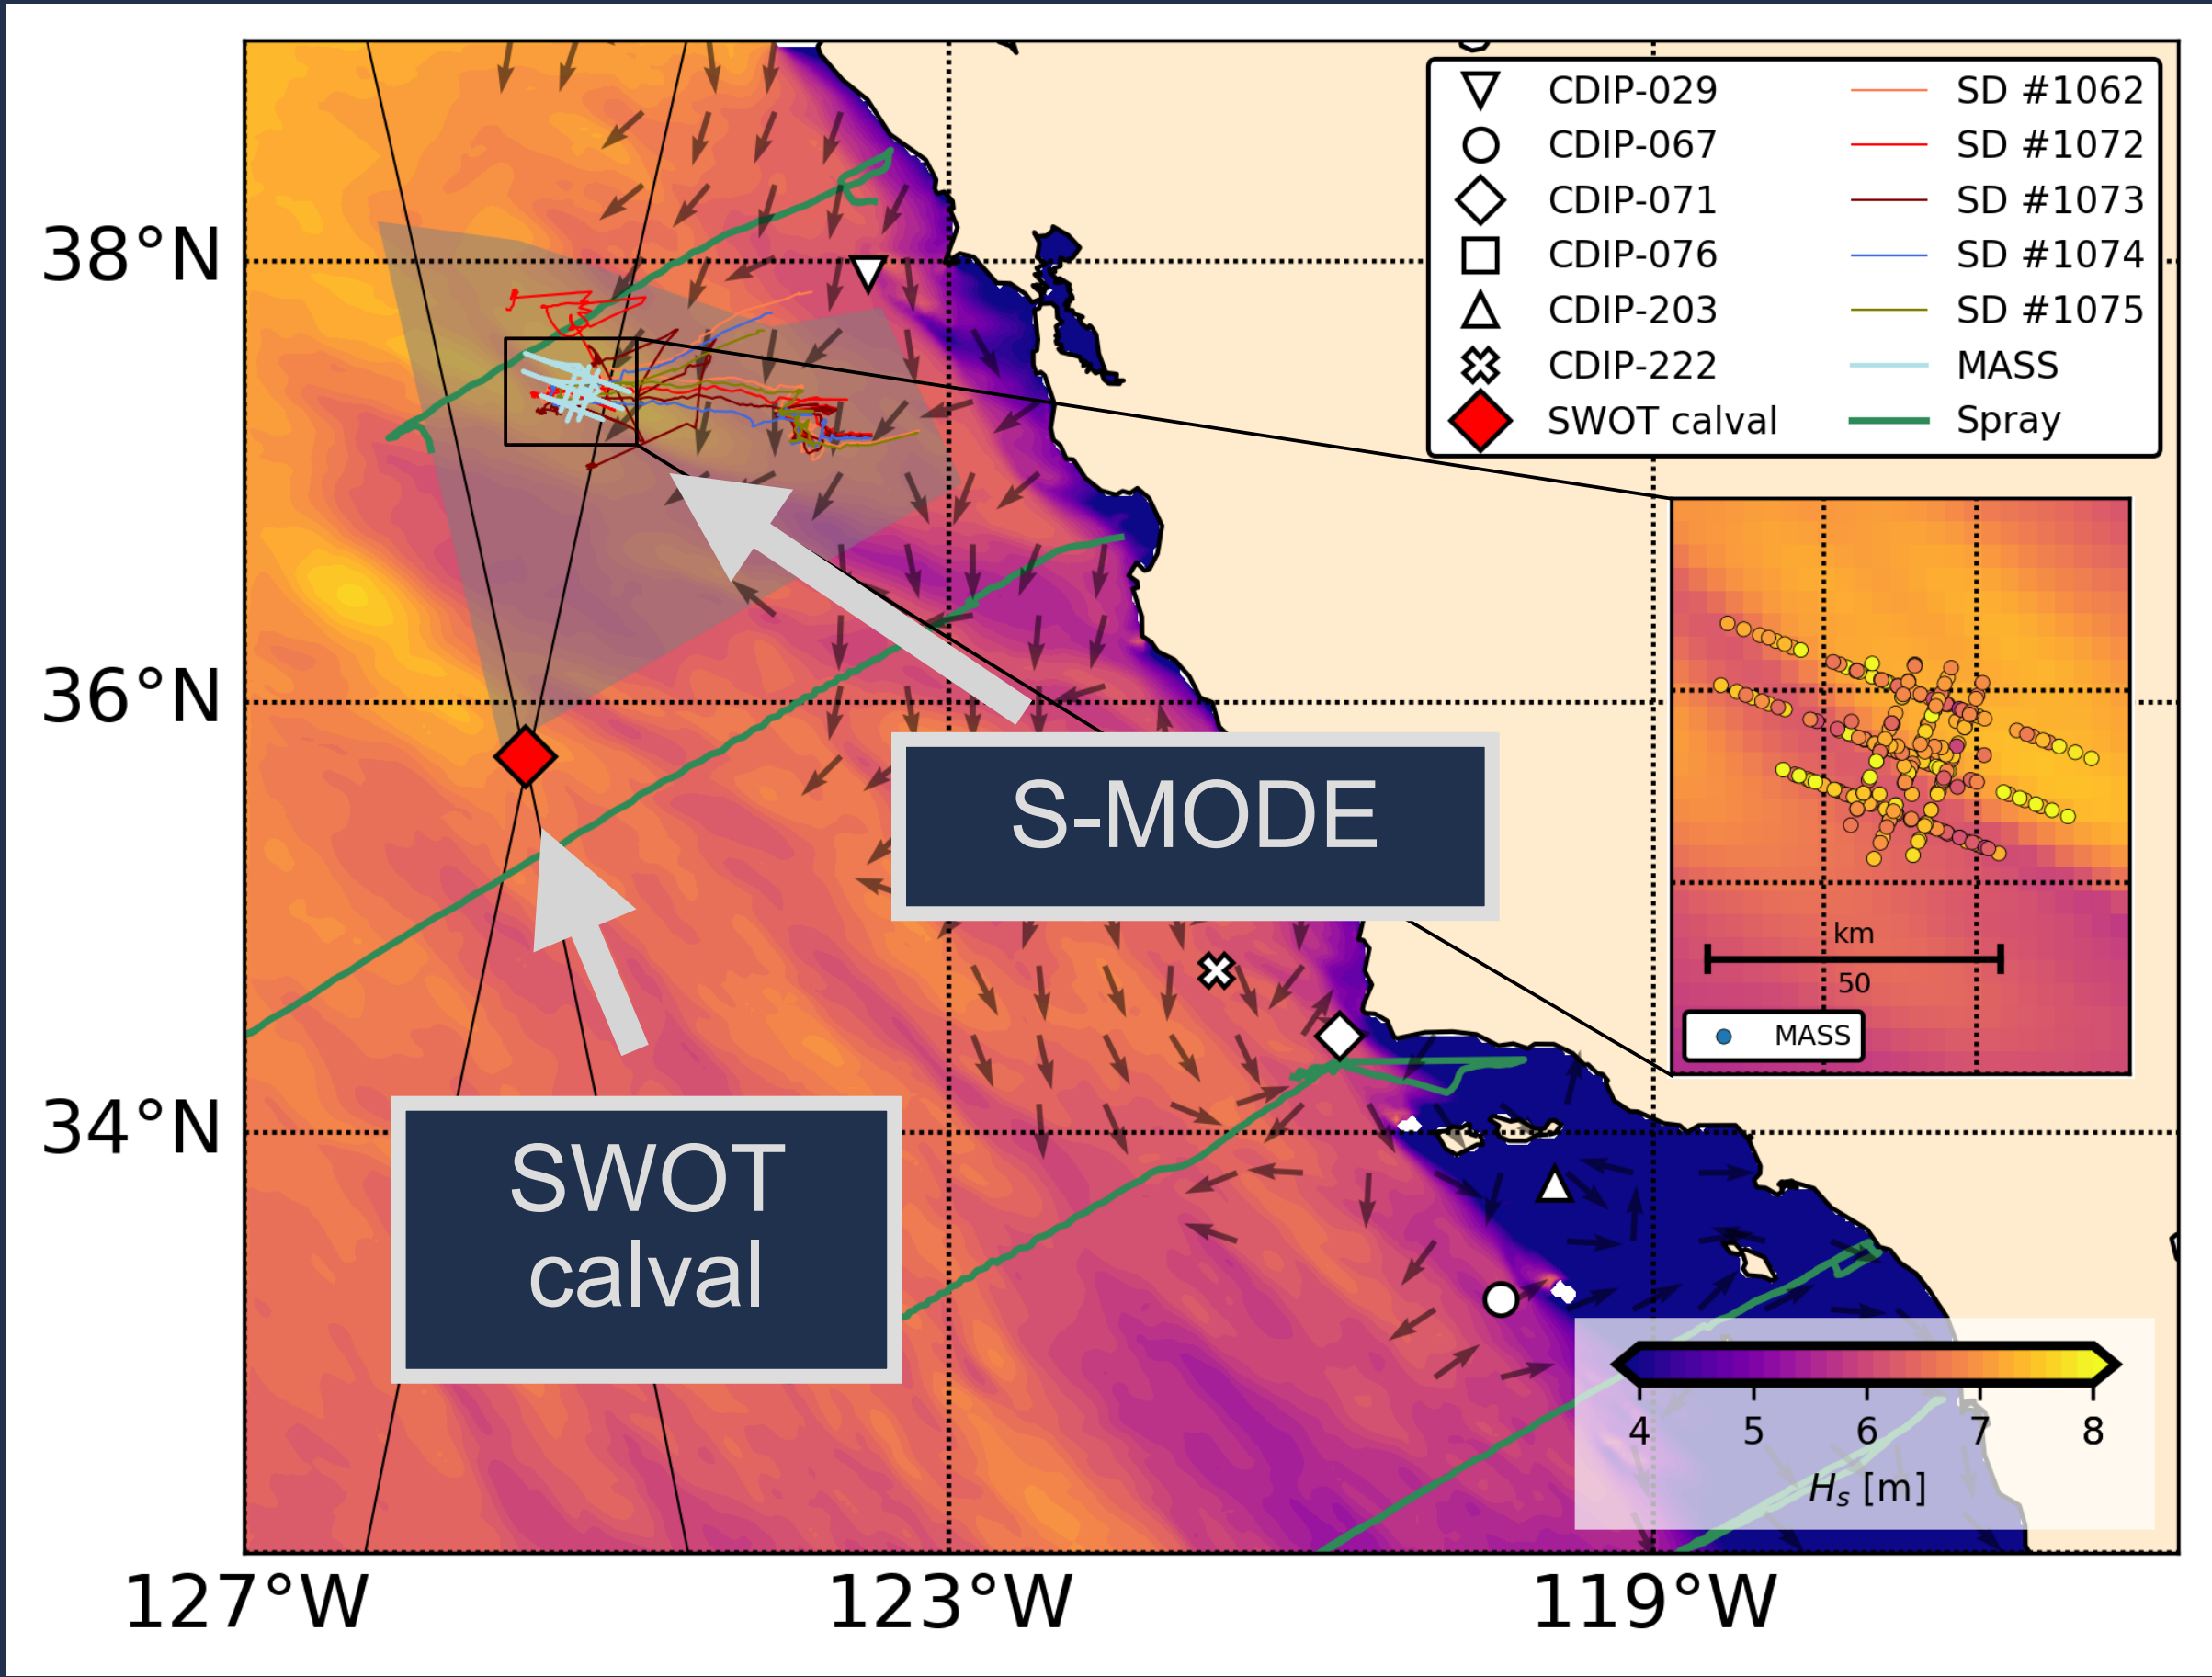 CDIP-029
CDIP-067
CDIP-071
CDIP-076
CDIP-203
CDIP-222
SWOT calval
SD #1062
SD #1072
SD #1073
SD #1074
SD #1075
MASS
Spray
38°N
36°N
34°N
127°W
123°W
119°W
S-MODE
SWOT
calval
km
50
MASS
4 5 6 7 8
Hs [m]